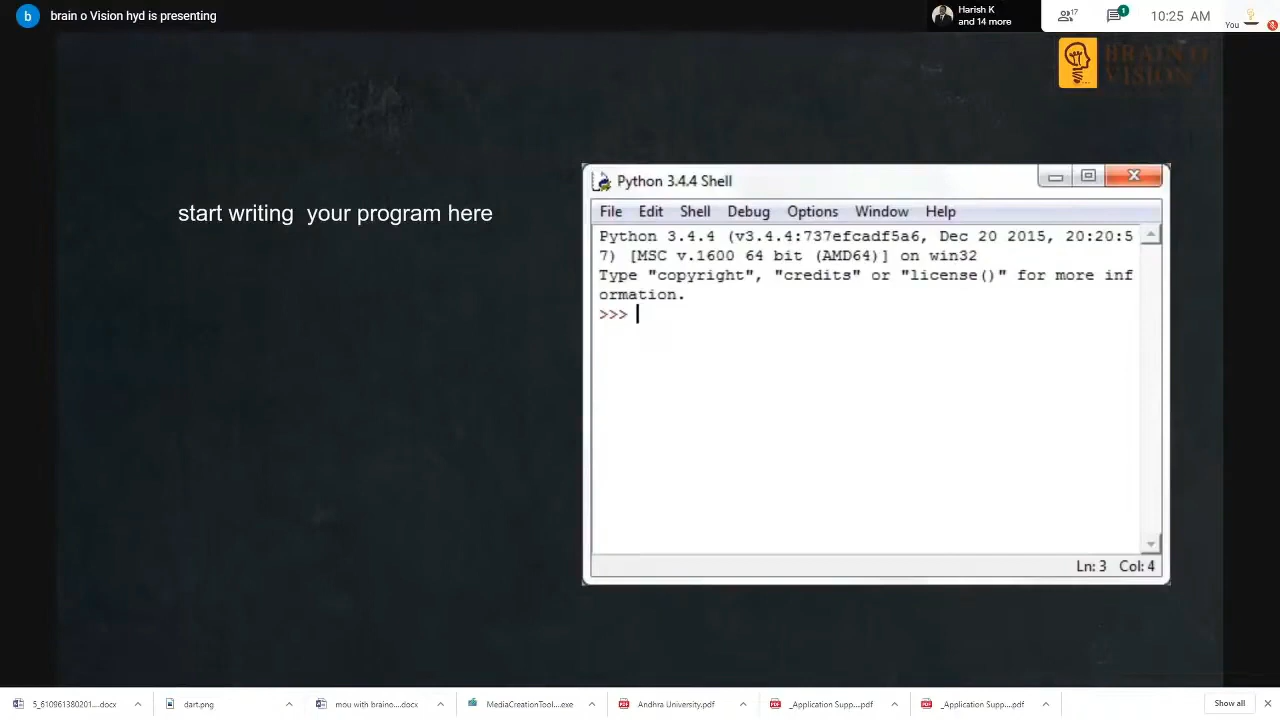 b brain o Vision hyd is presenting
Harish K
and 14 more
17
1
10:25 AM
You
BRAIN O
VISION
start writing  your program here
Python 3.4.4 Shell
File Edit Shell Debug Options Window Help
Python 3.4.4 (v3.4.4:737efcadf5a6, Dec 20 2015, 20:20:5
7) [MSC v.1600 64 bit (AMD64)] on win32
Type "copyright", "credits" or "license()" for more inf
ormation.
>>>
Ln: 3 Col: 4
5_610961380201....docx
dart.png
mou with braino....docx
MediaCreationTool....exe
Andhra University.pdf
_Application Supp....pdf
_Application Supp....pdf
Show all